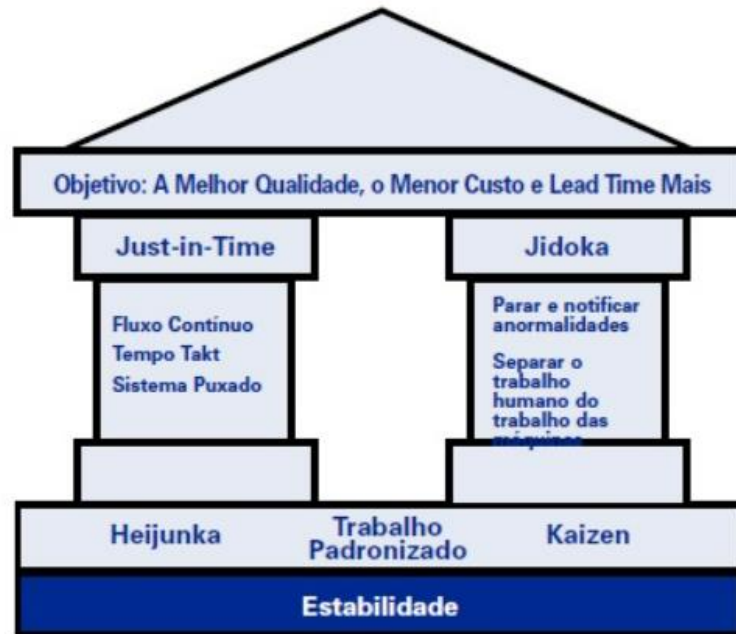 Objetivo: A Melhor Qualidade, o Menor Custo e Lead Time Mais
Just-in-Time
Jidoka
Fluxo Contínuo
Tempo Takt
Sistema Puxado
Parar e notificar
anormalidades
Separar o
trabalho
humano do
trabalho das
máquinas
Heijunka
Trabalho
Padronizado
Kaizen
Estabilidade